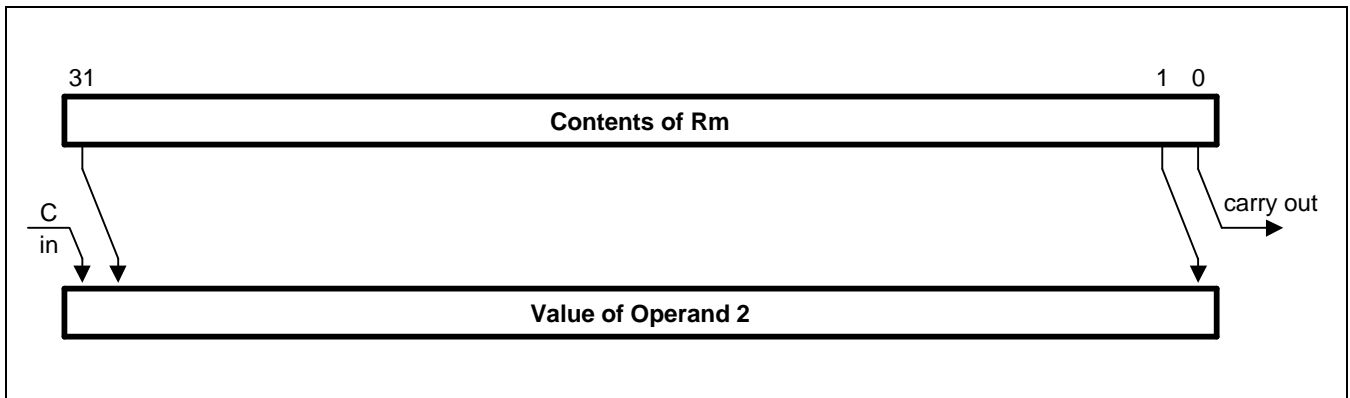 31 1 0
Contents of Rm
C
in
carry out
Value of Operand 2